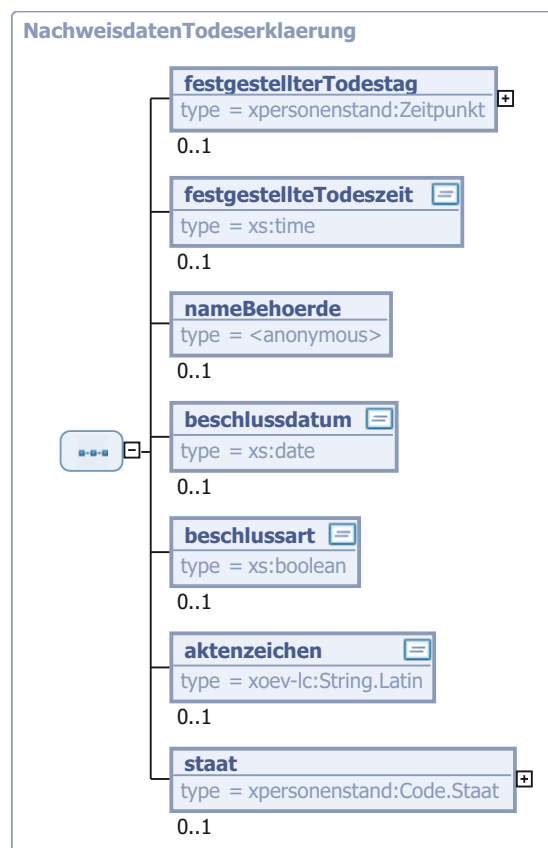 NachweisdatenTodeserklaerung
festgestellterTodestag
type = xpersonenstand:Zeitpunkt
0..1
festgestellteTodeszeit
type = xs:time
0..1
nameBehoerde
type = <anonymous>
0..1
beschlussdatum
type = xs:date
0..1
beschlussart
type = xs:boolean
0..1
aktenzeichen
type = xoev-lc:String.Latin
0..1
staat
type = xpersonenstand:Code.Staat
0..1